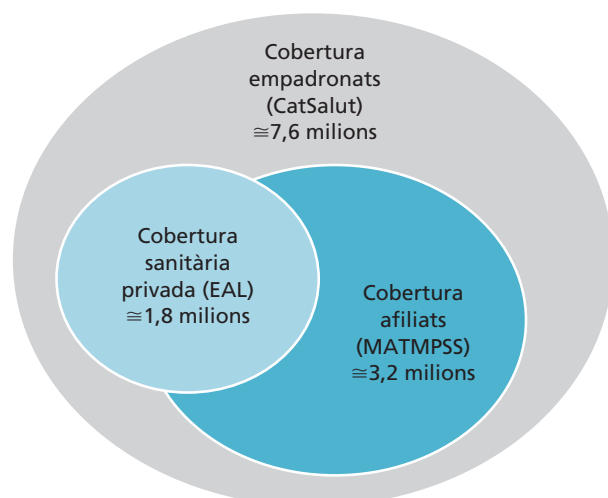 Cobertura
empadronats
(CatSalut)
≅7,6 milions
Cobertura
sanitària
privada (EAL)
≅1,8 milions
Cobertura
afiliats
(MATMPSS)
≅3,2 milions